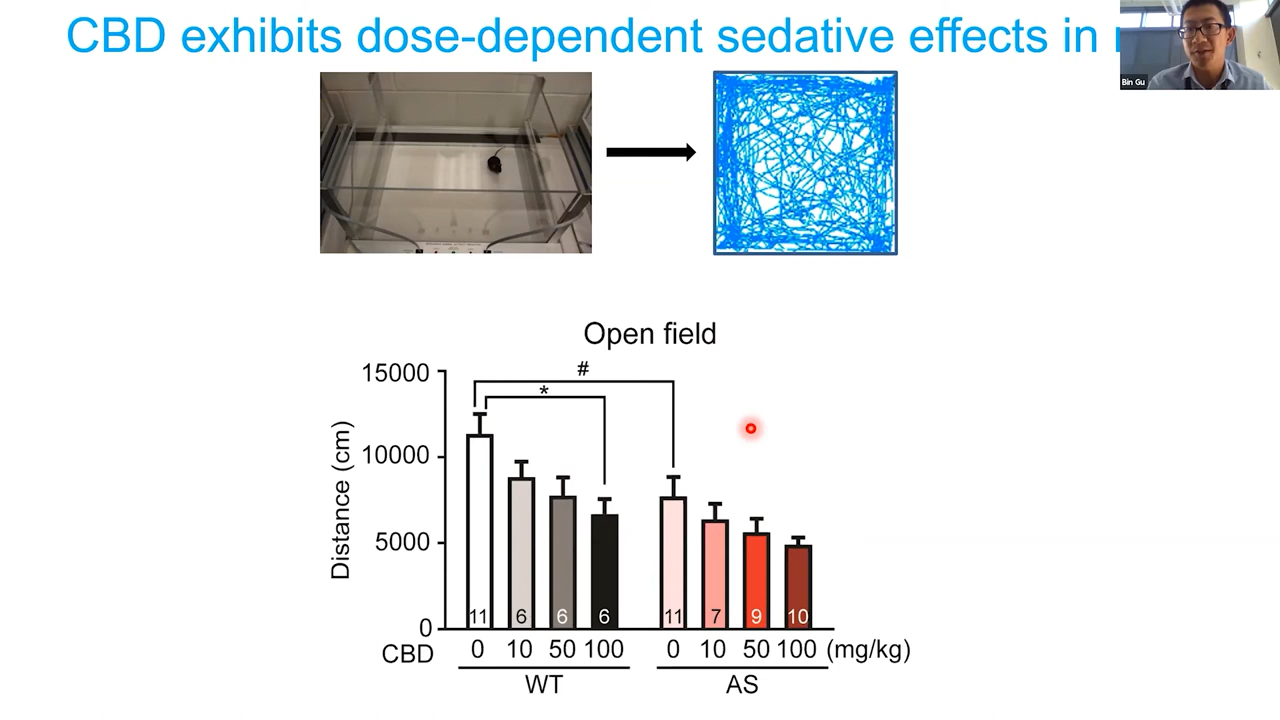 CBD exhibits dose-dependent sedative effects in
Bin Gu
Open field
#
*
Distance (cm)
15000
10000
5000
0
11 6 6 6 11 7 9 10
CBD 0 10 50 100 0 10 50 100 (mg/kg)
WT AS